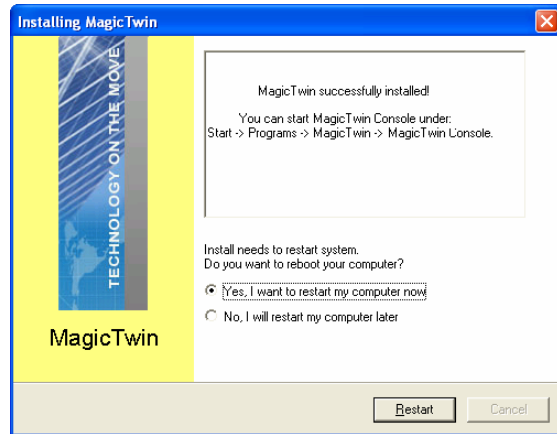 Installing MagicTwin
TECHNOLOGY ON THE MOVE
MagicTwin
MagicTwin successfully installed!
You can start MagicTwin Console under:
Start -> Programs -> MagicTwin -> MagicTwin Console.
Install needs to restart system.
Do you want to reboot your computer?
Yes, I want to restart my computer now
No, I will restart my computer later
Restart
Cancel